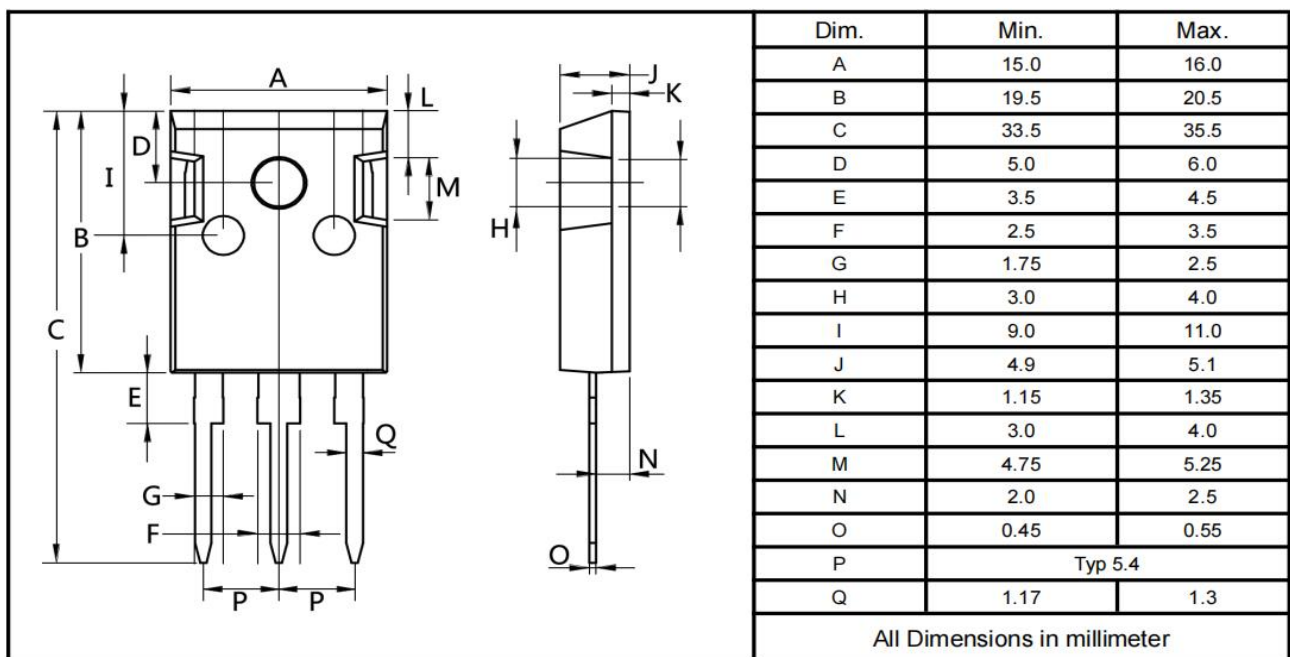 A
L
D
I
M
B
C
E
Q
G
F
P P
J
K
H
N
O
Dim. Min. Max.
A 15.0 16.0
B 19.5 20.5
C 33.5 35.5
D 5.0 6.0
E 3.5 4.5
F 2.5 3.5
G 1.75 2.5
H 3.0 4.0
I 9.0 11.0
J 4.9 5.1
K 1.15 1.35
L 3.0 4.0
M 4.75 5.25
N 2.0 2.5
O 0.45 0.55
P Typ 5.4
Q 1.17 1.3
All Dimensions in millimeter